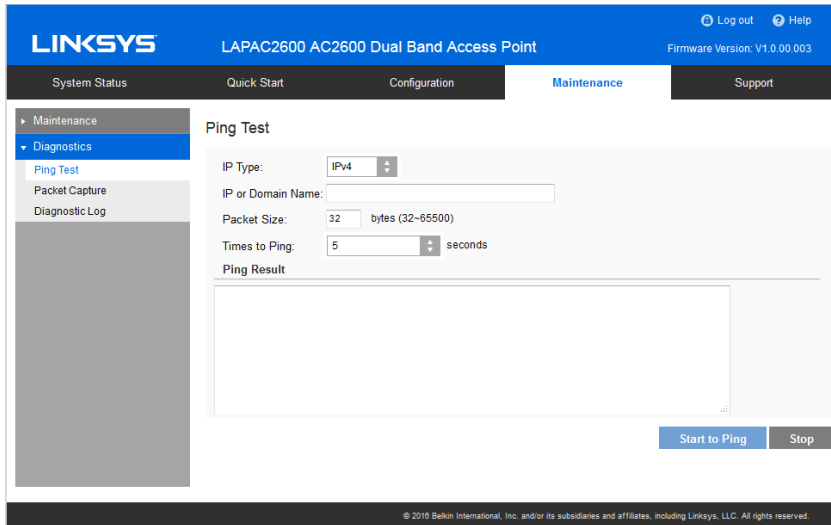 Log out Help
LINKSYS LAPAC2600 AC2600 Dual Band Access Point Firmware Version: V1.0.00.003
System Status Quick Start Configuration Maintenance Support
Maintenance
Diagnostics
Ping Test
Packet Capture
Diagnostic Log
Ping Test
IP Type: IPv4
IP or Domain Name:
Packet Size: 32 bytes (32~65500)
Times to Ping: 5 seconds
Ping Result
Start to Ping Stop
© 2016 Belkin International, Inc. and/or its subsidiaries and affiliates, including Linksys, LLC. All rights reserved.